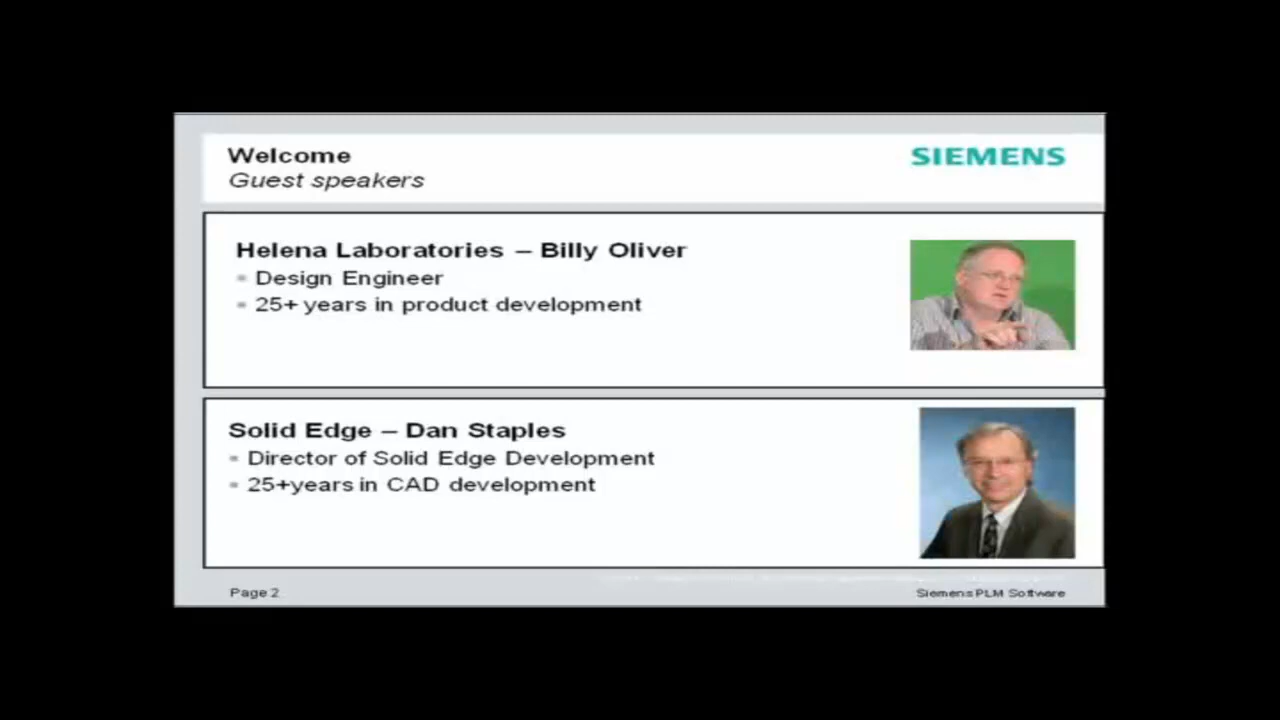 Welcome
SIEMENS
Guest speakers
Helena Laboratories – Billy Oliver
Design Engineer
25+ years in product development
Solid Edge – Dan Staples
Director of Solid Edge Development
25+years in CAD development
Page 2
Siemens PLM Software